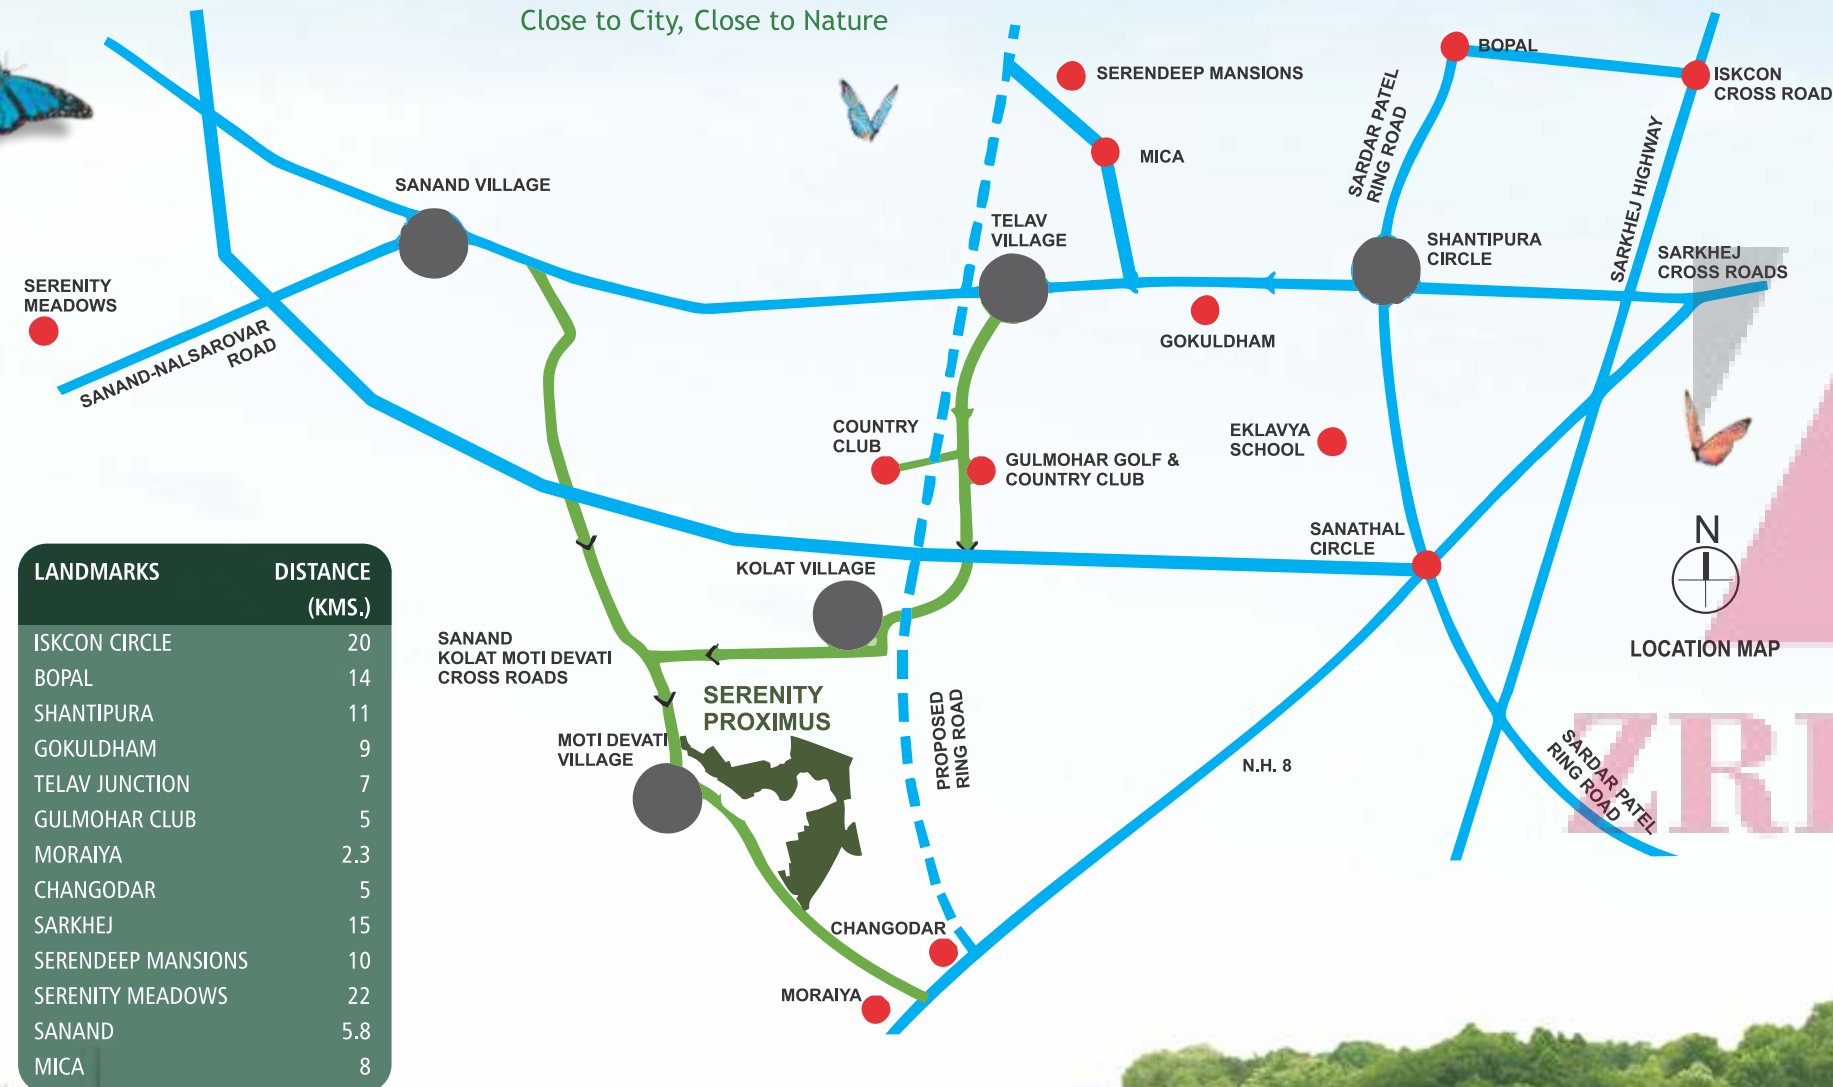 Close to City, Close to Nature
BOPAL
SERENDEEP MANSIONS
ISKCON
CROSS ROAD
SARDAR PATEL
RING ROAD
MICA
SARKHEJ HIGHWAY
SANAND VILLAGE
TELAV
VILLAGE
SHANTIPURA
CIRCLE
SARKHEJ
CROSS ROADS
SERENITY
MEADOWS
SANAND-NALSAROVAR
ROAD
GOKULDHAM
COUNTRY
CLUB
EKLAVYA
SCHOOL
GULMOHAR GOLF &
COUNTRY CLUB
N
SANATHAL
CIRCLE
KOLAT VILLAGE
LOCATION MAP
SANAND
KOLAT MOTI DEVATI
CROSS ROADS
SERENITY
PROXIMUS
PROPOSED
RING ROAD
MOTI DEVATI
VILLAGE
N.H. 8
SARDAR PATEL
RING ROAD
ZR
CHANGODAR
MORAIYA
LANDMARKS DISTANCE
(KMS.)
ISKCON CIRCLE 20
BOPAL 14
SHANTIPURA 11
GOKULDHAM 9
TELAV JUNCTION 7
GULMOHAR CLUB 5
MORAIYA 2.3
CHANGODAR 5
SARKHEJ 15
SERENDEEP MANSIONS 10
SERENITY MEADOWS 22
SANAND 5.8
MICA 8